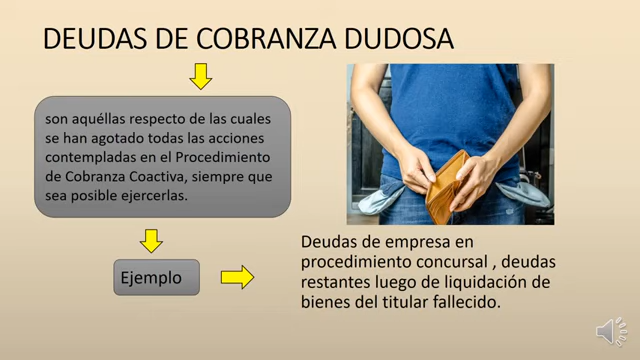 DEUDAS DE COBRANZA DUDOSA
son aquéllas respecto de las cuales
se han agotado todas las acciones
contempladas en el Procedimiento
de Cobranza Coactiva, siempre que
sea posible ejercerlas.
Ejemplo
Deudas de empresa en
procedimiento concursal , deudas
restantes luego de liquidación de
bienes del titular fallecido.